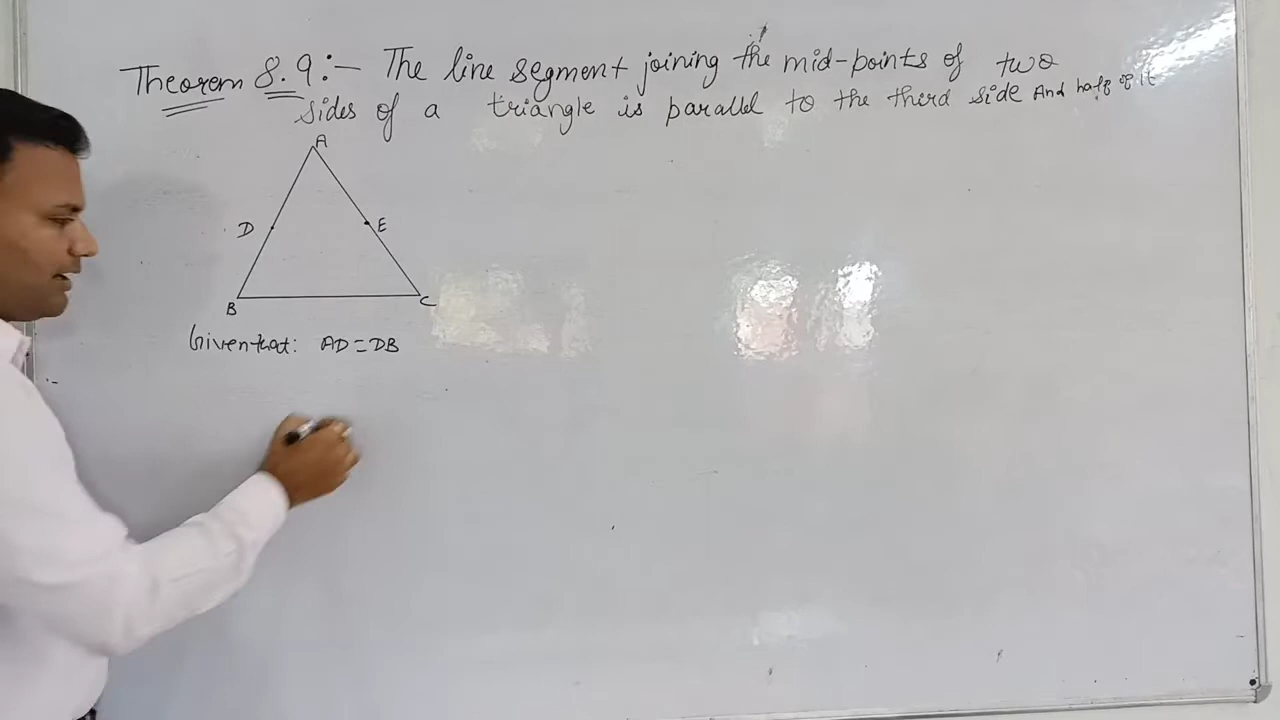 Theorem 8.9:- The line segment joining the mid-points of two
sides of a triangle is parallel to the third side And half of it
A
D
E
B
C
Given that: AD=DB